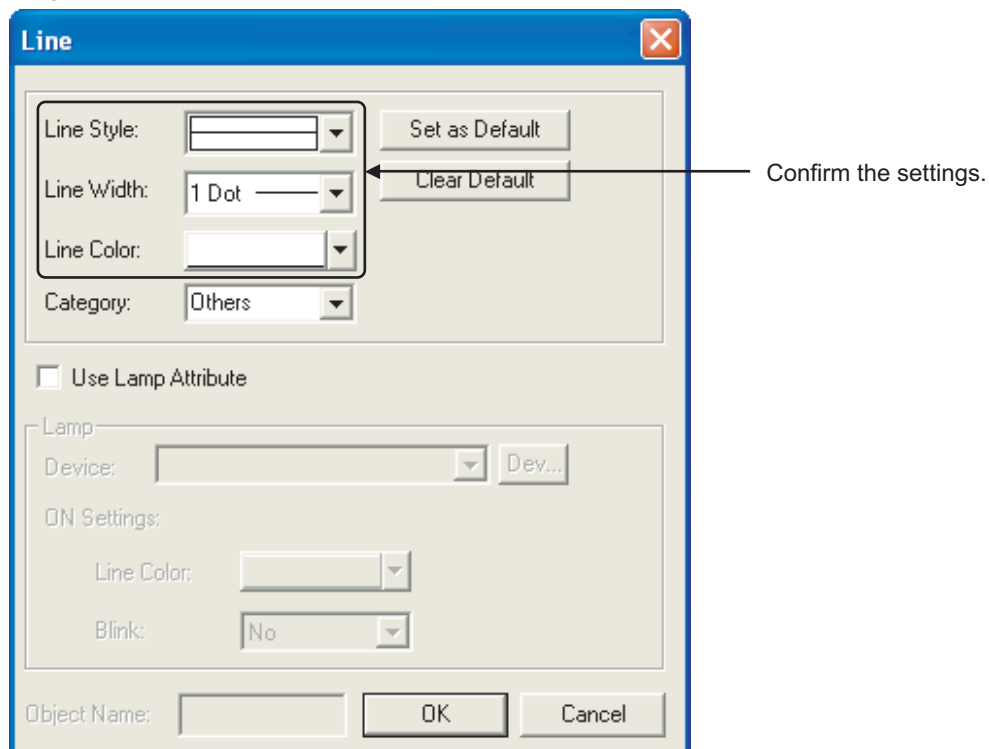 Line
Line Style:
Set as Default
Line Width:
1 Dot
Clear Default
Confirm the settings.
Line Color:
Category:
Others
Use Lamp Attribute
Lamp
Device:
Dev...
ON Settings:
Line Color:
Blink:
No
Object Name:
OK
Cancel